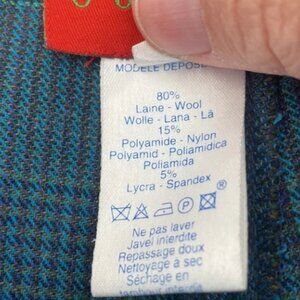 MODELE DEPOSE
80%
Laine - Wool
Wolle - Lana - Lã
15%
Polyamide - Nylon
Polyamid - Poliamidica
Poliamida
5%
Lycra - Spandex
P
®
Ne pas laver
Javel interdite
Repassage doux
Nettoyage à sec
Séchage en